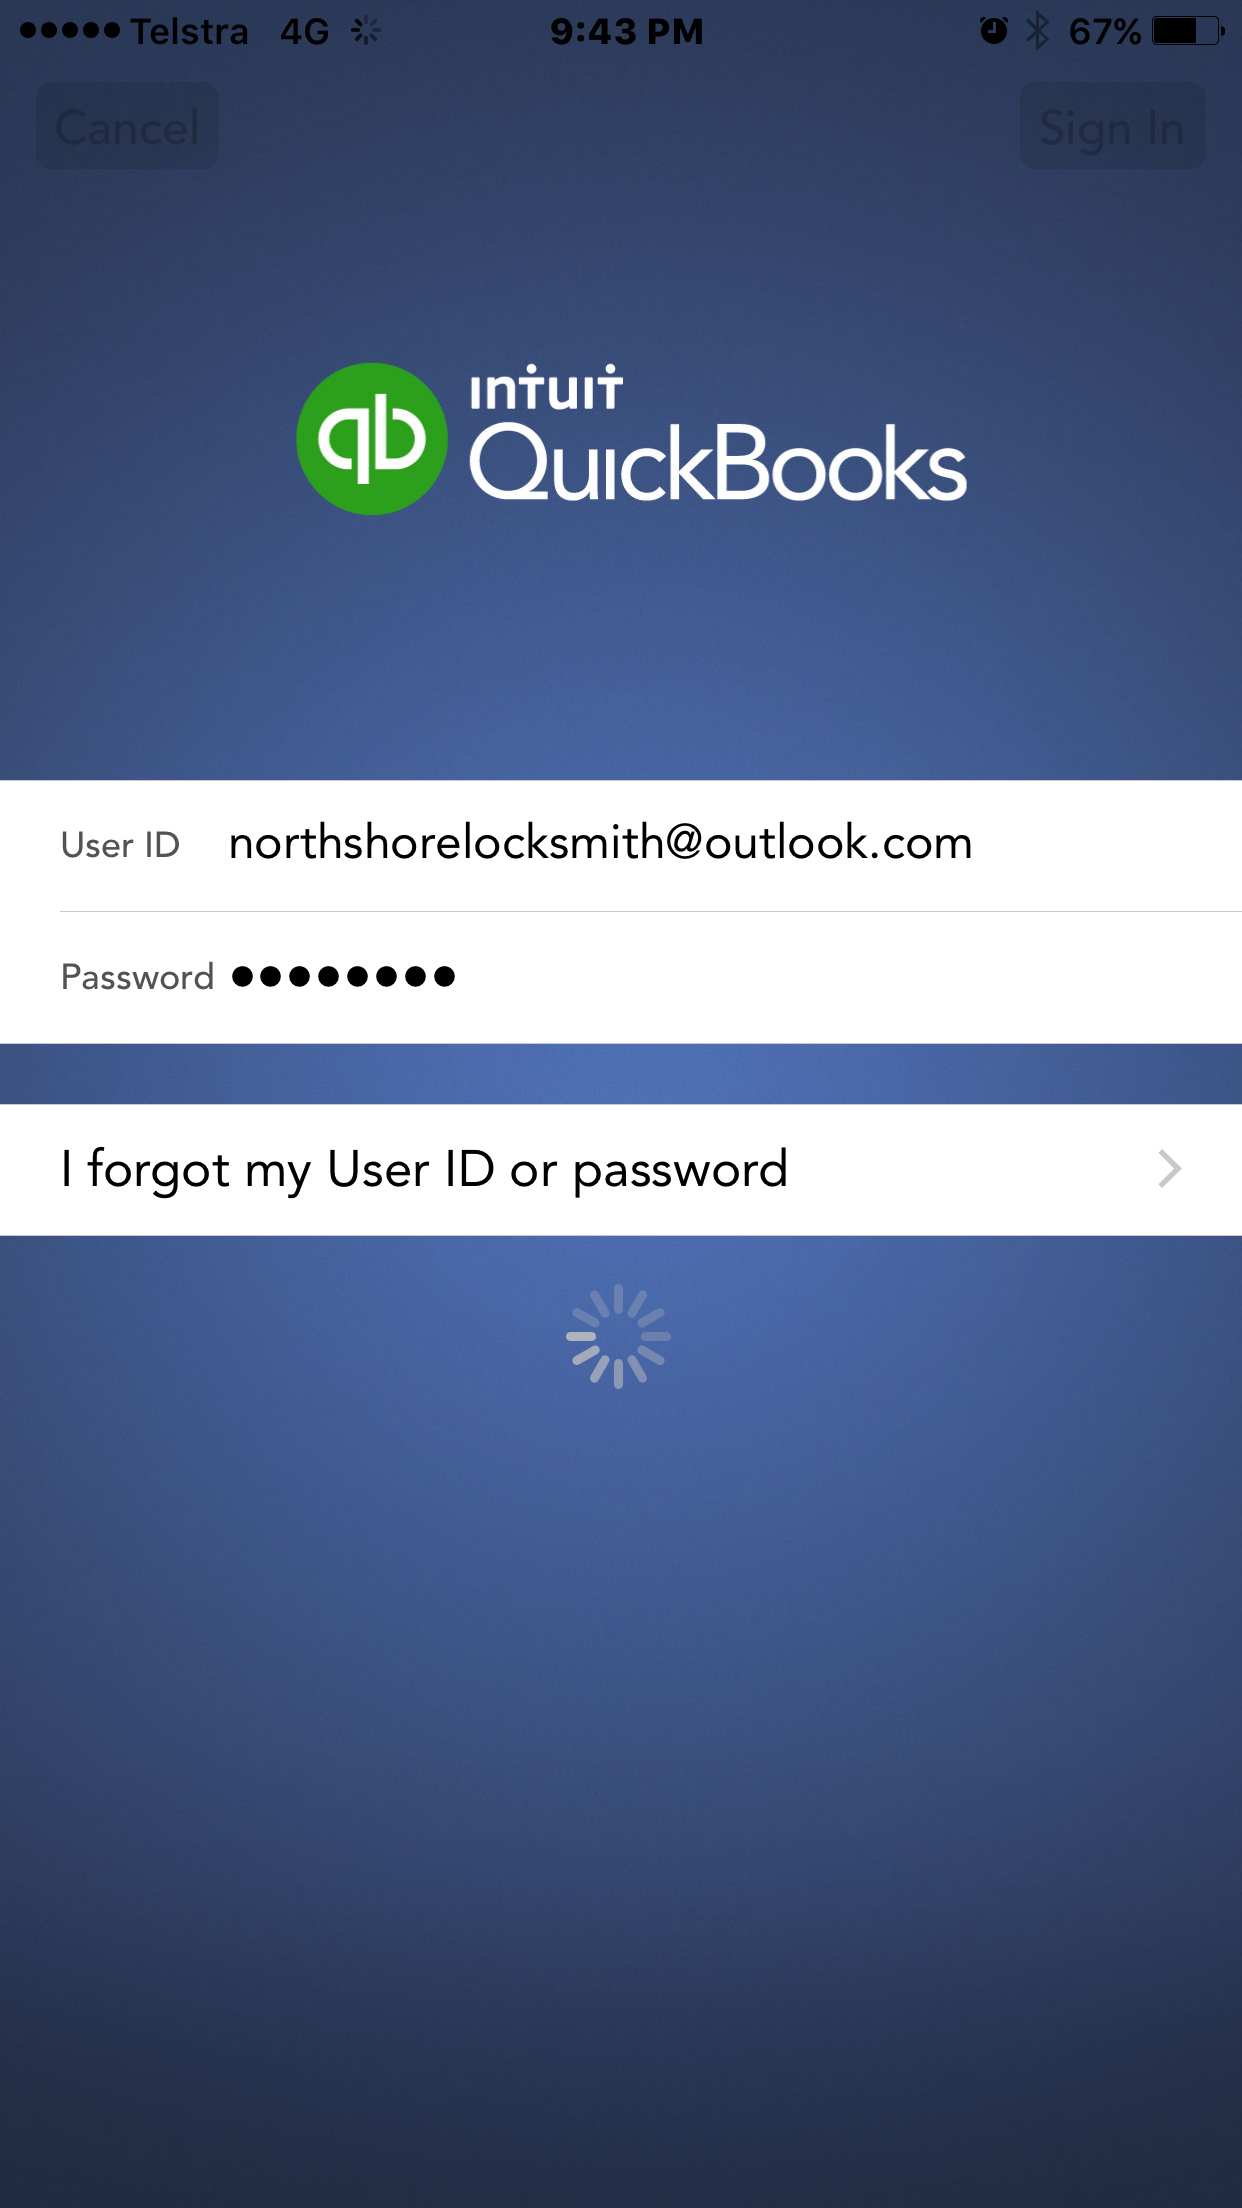 Telstra 4G 9:43 PM 67%
Cancel Sign In
qb intuit
QuickBooks
User ID northshorelocksmith@outlook.com
Password ●●●●●●●●
I forgot my User ID or password